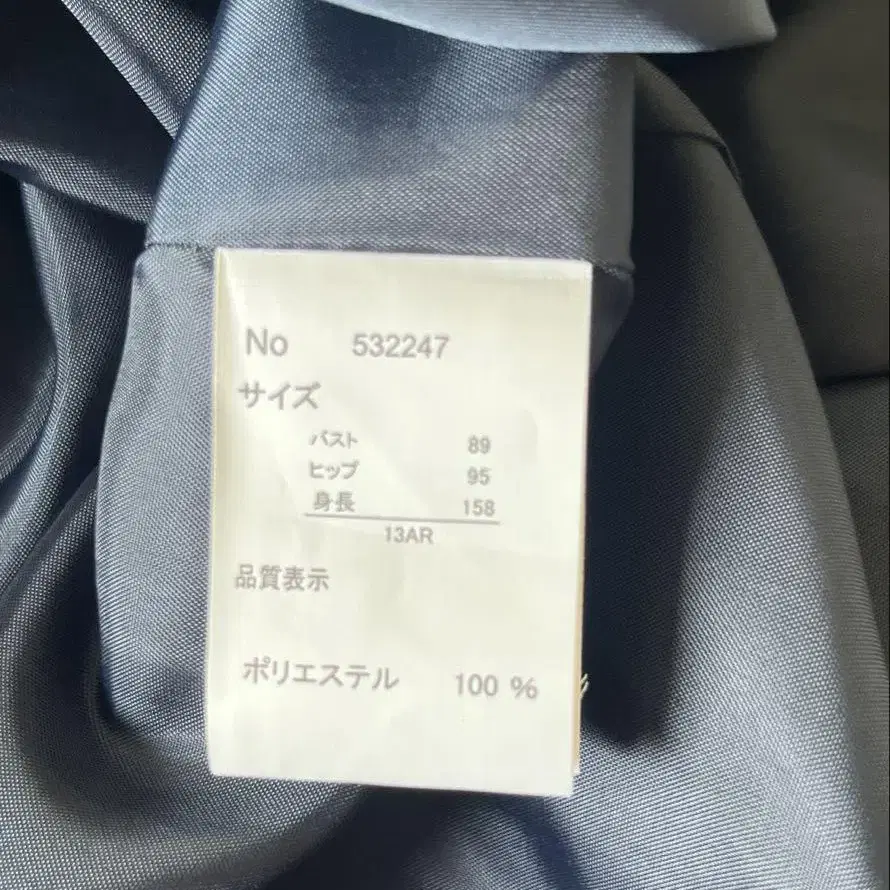 No 532247
サイズ
バスト 89
ヒップ 95
身長 158
13AR
品質表示
ポリエステル 100 %